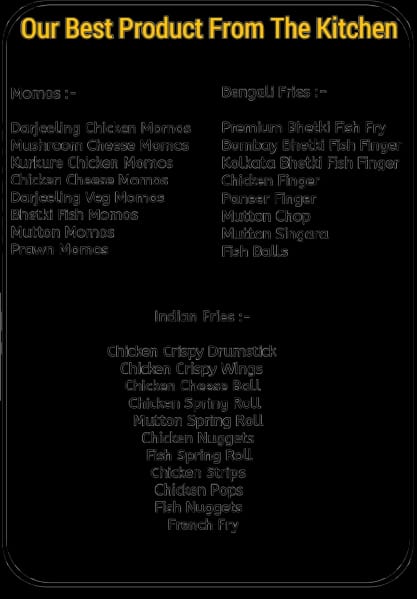 Our Best Product From The Kitchen
Momos :-
Darjeeling Chicken Momos
Mushroom Cheese Momos
Kurkure Chicken Momos
Chicken Cheese Momos
Darjeeling Veg Momos
Bhetki Fish Momos
Mutton Momos
Prawn Momos
Bengali Fries :-
Premium Bhetki Fish Fry
Bombay Bhetki Fish Finger
Kolkata Bhetki Fish Finger
Chicken Finger
Paneer Finger
Mutton Chop
Mutton Singara
Fish Balls
Indian Fries :-
Chicken Crispy Drumstick
Chicken Crispy Wings
Chicken Cheese Ball
Chicken Spring Roll
Mutton Spring Roll
Chicken Nuggets
Fish Spring Roll
Chicken Strips
Chicken Pops
Fish Nuggets
French Fry